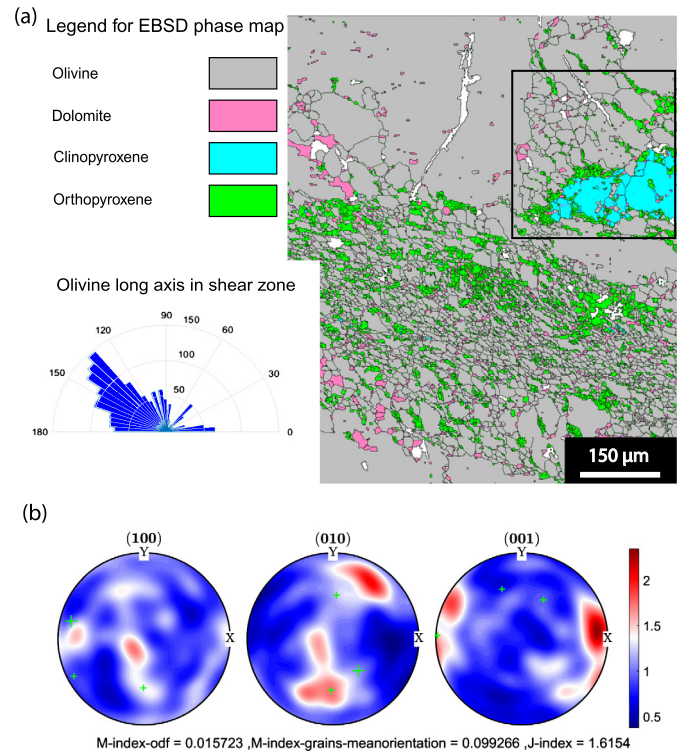 (a)
Legend for EBSD phase map
Olivine
Dolomite
Clinopyroxene
Orthopyroxene
Olivine long axis in shear zone
90
150
120
60
100
150
30
50
180
0
150 µm
(b)
(100)
(010)
(001)
Y
Y
Y
X
X
X
2
1.5
1
0.5
M-index-odf = 0.015723 ,M-index-grains-meanorientation = 0.099266 ,J-index = 1.6154